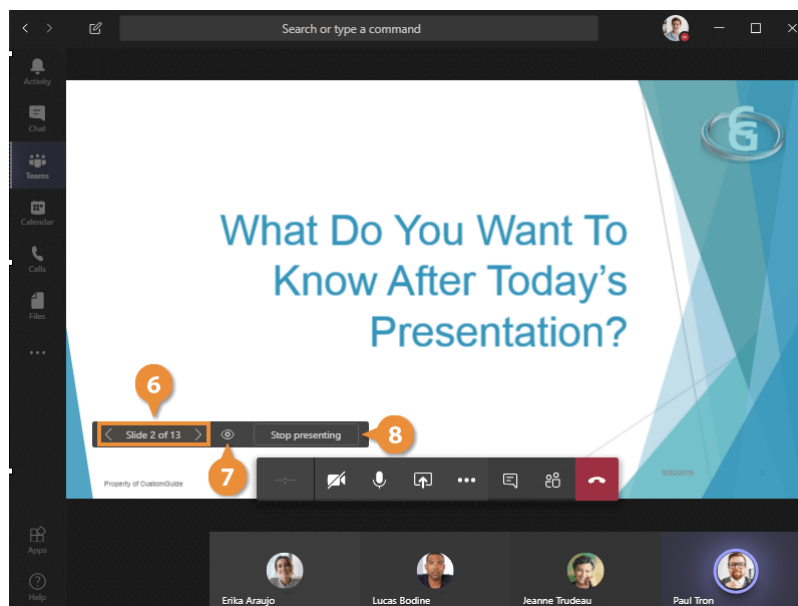 Search or type a command
Activity
Chat
Teams
Calendar
Calls
Files
CG
What Do You Want To
Know After Today's
Presentation?
6
Slide 2 of 13
Stop presenting
8
7
Property of CustomGuide
--:--
Apps
Help
Erika Araujo
Lucas Bodine
Jeanne Trudeau
Paul Tron